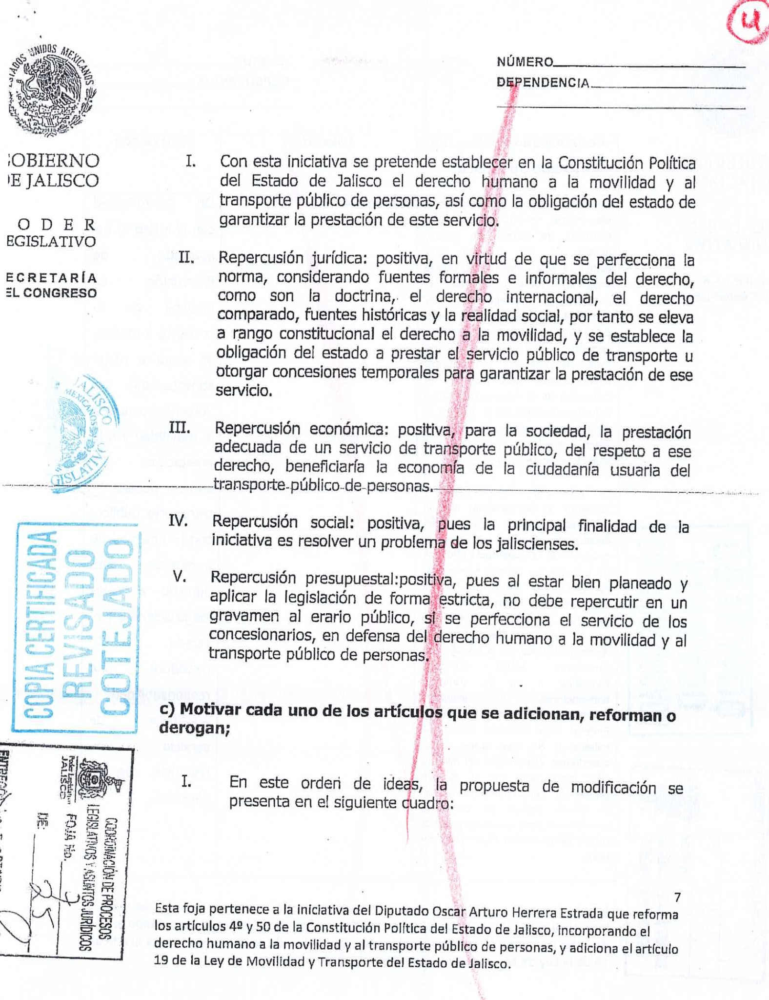 4
ESTADOS UNIDOS MEXICANOS
NÚMERO
DEPENDENCIA
OBIERNO
DE JALISCO
ODER
EGISLATIVO
ECRETARÍA
EL CONGRESO
I. Con esta iniciativa se pretende establecer en la Constitución Política
del Estado de Jalisco el derecho humano a la movilidad y al
transporte público de personas, así como la obligación del estado de
garantizar la prestación de este servicio.
II. Repercusión jurídica: positiva, en virtud de que se perfecciona la
norma, considerando fuentes formales e informales del derecho,
como son la doctrina, el derecho internacional, el derecho
comparado, fuentes históricas y la realidad social, por tanto se eleva
a rango constitucional el derecho a la movilidad, y se establece la
obligación del estado a prestar el servicio público de transporte u
otorgar concesiones temporales para garantizar la prestación de ese
servicio.
JALISCO
MEXICANOS
GISLATIVO
III. Repercusión económica: positiva, para la sociedad, la prestación
adecuada de un servicio de transporte público, del respeto a ese
derecho, beneficiaría la economía de la ciudadanía usuaria del
transporte público de personas.
IV. Repercusión social: positiva, pues la principal finalidad de la
iniciativa es resolver un problema de los jaliscienses.
V. Repercusión presupuestal:positiva, pues al estar bien planeado y
aplicar la legislación de forma estricta, no debe repercutir en un
gravamen al erario público, si se perfecciona el servicio de los
concesionarios, en defensa del derecho humano a la movilidad y al
transporte público de personas.
COPIA CERTIFICADA
REVISADO
COTEJADO
c) Motivar cada uno de los artículos que se adicionan, reforman o
derogan;
I. En este orden de ideas, la propuesta de modificación se
presenta en el siguiente cuadro:
COORDINACIÓN DE PROCESOS
LEGISLATIVOS Y ASUNTOS JURÍDICOS
Poder Legislativo
JALISCO
FOJA No. 7
DE: 25
7
Esta foja pertenece a la iniciativa del Diputado Oscar Arturo Herrera Estrada que reforma
los artículos 4º y 50 de la Constitución Política del Estado de Jalisco, incorporando el
derecho humano a la movilidad y al transporte público de personas, y adiciona el artículo
19 de la Ley de Movilidad y Transporte del Estado de Jalisco.